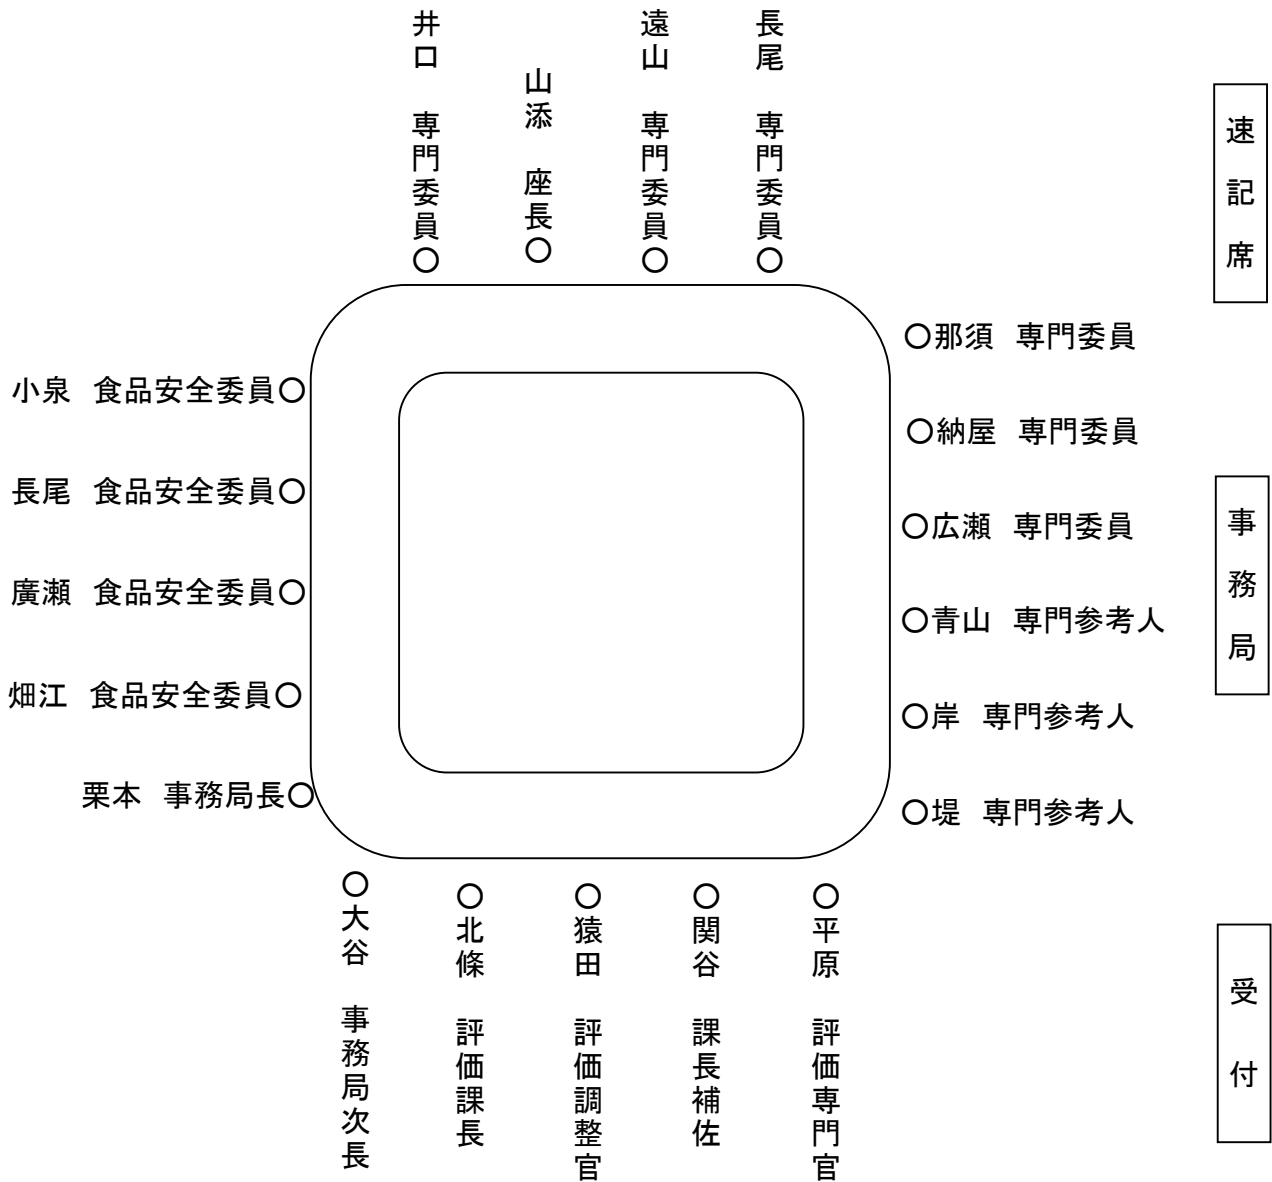 井口 専門委員○
山添 座長○
遠山 専門委員○
長尾 専門委員○
速記席
○那須 専門委員
小泉 食品安全委員○
○納屋 専門委員
長尾 食品安全委員○
○広瀬 専門委員
事務局
廣瀬 食品安全委員○
○青山 専門参考人
畑江 食品安全委員○
○岸 専門参考人
栗本 事務局長○
○堤 専門参考人
○大谷 事務局次長
○北條 評価課長
○猿田 評価調整官
○関谷 課長補佐
○平原 評価専門官
受付